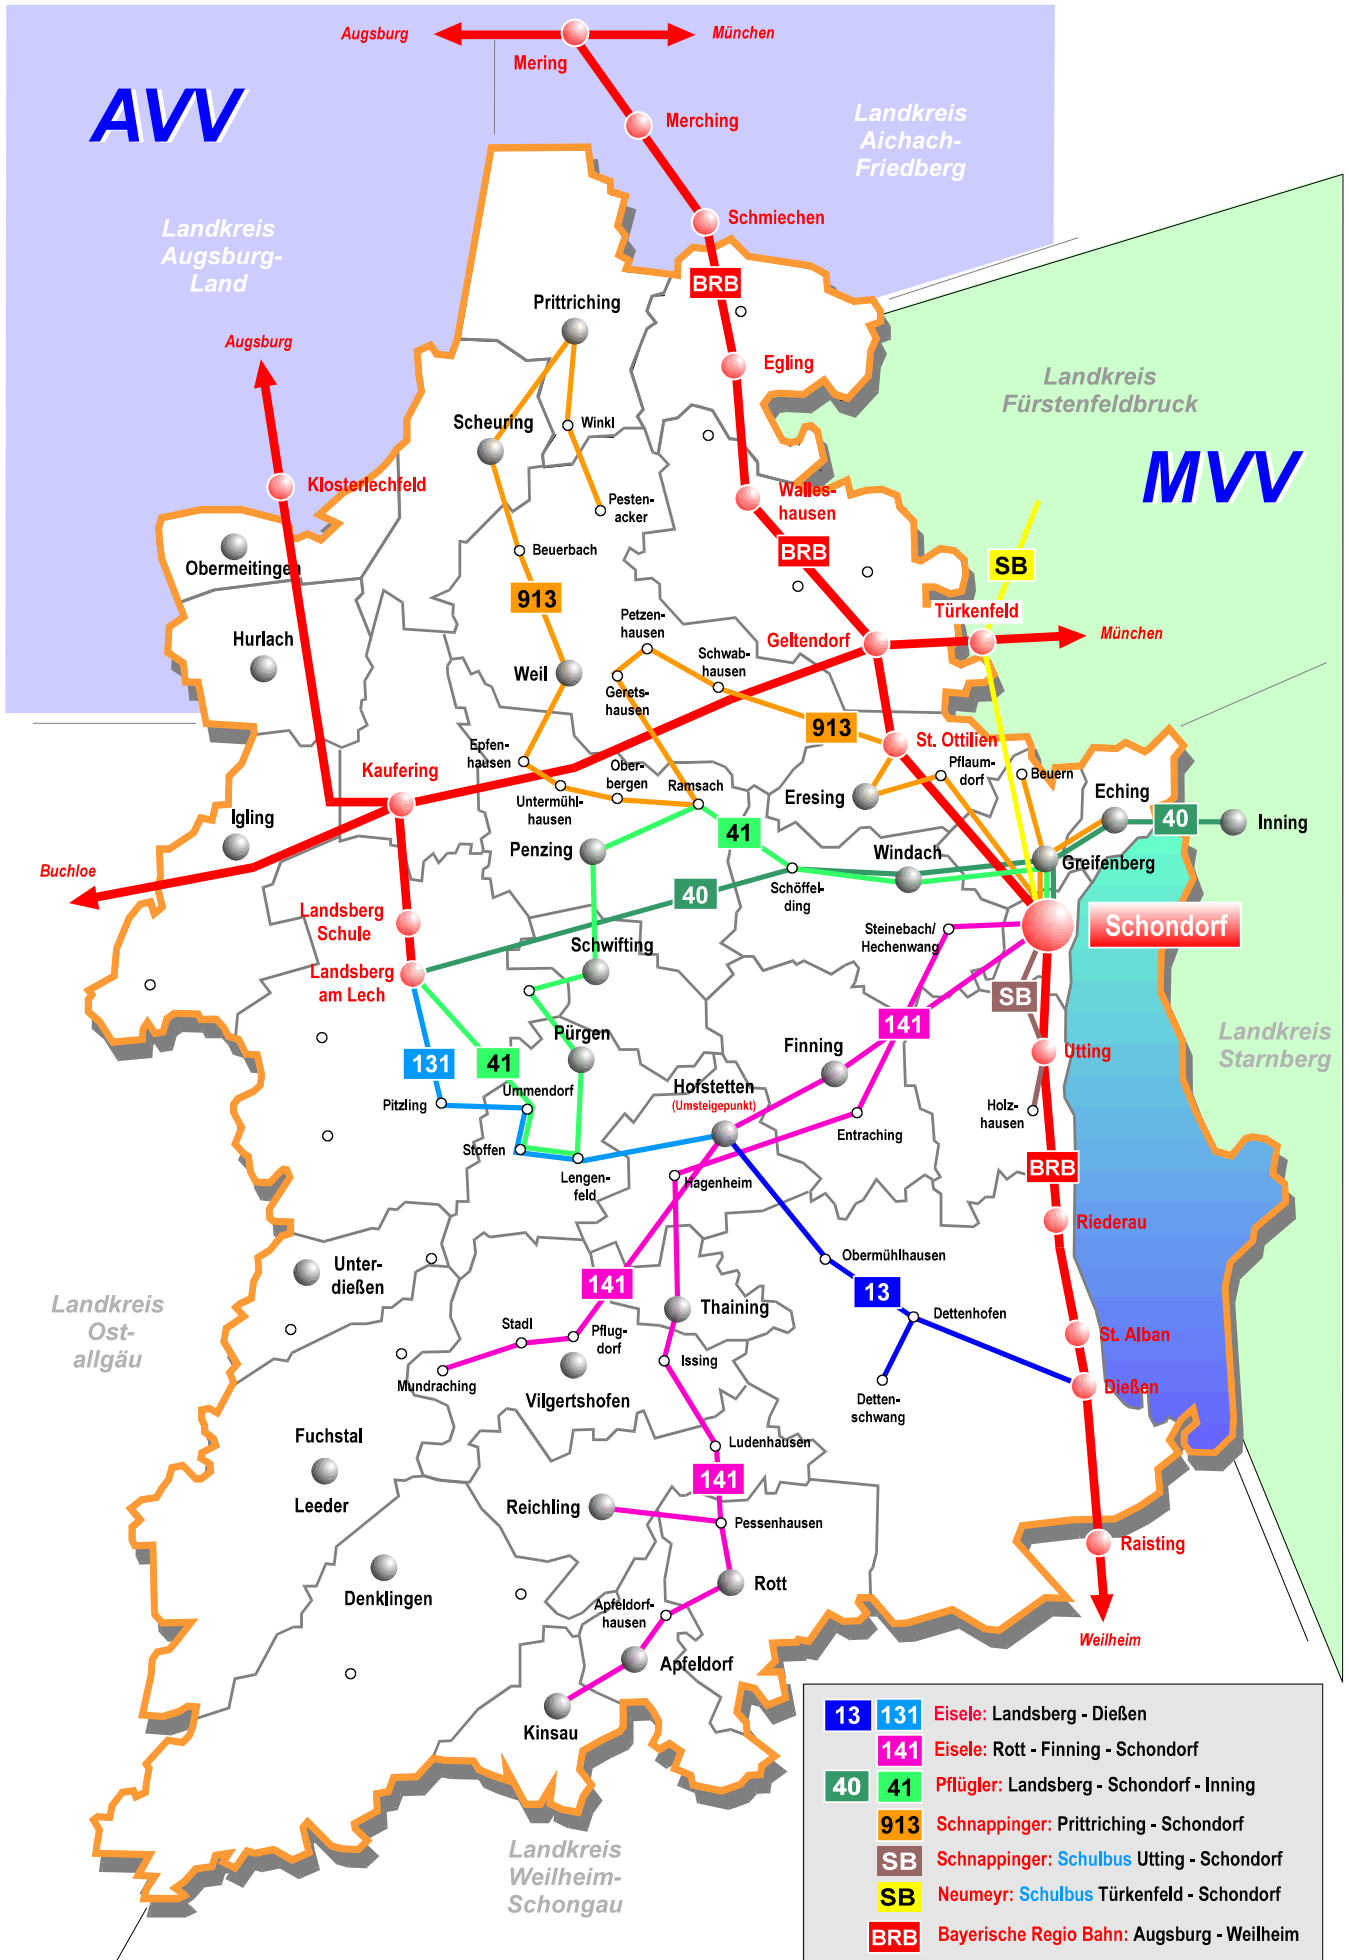 Augsburg
München
Mering
AVV
Merching
Landkreis
Aichach-
Friedberg
Schmiechen
Landkreis
Augsburg-
Land
BRB
Prittriching
Augsburg
Egling
Landkreis
Fürstenfeldbruck
Scheuring
Winkl
MVV
Klosterlechfeld
Walles-
hausen
Pesten-
acker
Obermeitingen
Beuerbach
BRB
SB
913
Türkenfeld
Petzen-
hausen
Hurlach
Geltendorf
München
Schwab-
hausen
Weil
Gerets-
hausen
913
St. Ottilien
Epfen-
hausen
Pflaum-
dorf
Beuern
Kaufering
Ober-
bergen
Ramsach
Eresing
Eching
Untermühl-
hausen
Igling
40
Inning
41
Penzing
Windach
Greifenberg
Buchloe
Schöffel-
ding
40
Landsberg
Schule
Steinebach/
Hechenwang
Schondorf
Landsberg
am Lech
Schwifting
SB
141
Pürgen
Finning
Utting
Landkreis
Starnberg
131
41
Hofstetten
(Umsteigepunkt)
Ummendorf
Pitzling
Holz-
hausen
Entraching
Stoffen
BRB
Lengen-
feld
Hagenheim
Riederau
Unter-
dießen
Obermühlhausen
141
13
Landkreis
Ost-
allgäu
Thaining
Dettenhofen
Stadl
Pflug-
dorf
St. Alban
Issing
Mundraching
Vilgertshofen
Detten-
schwang
Dießen
Fuchstal
Leeder
Ludenhausen
141
Reichling
Pessenhausen
Raisting
Denklingen
Rott
Apfeldorf-
hausen
Weilheim
Apfeldorf
Kinsau
Landkreis
Weilheim-
Schongau
13 131 Eisele: Landsberg - Dießen
141 Eisele: Rott - Finning - Schondorf
40 41 Pflügler: Landsberg - Schondorf - Inning
913 Schnappinger: Prittriching - Schondorf
SB Schnappinger: Schulbus Utting - Schondorf
SB Neumeyr: Schulbus Türkenfeld - Schondorf
BRB Bayerische Regio Bahn: Augsburg - Weilheim